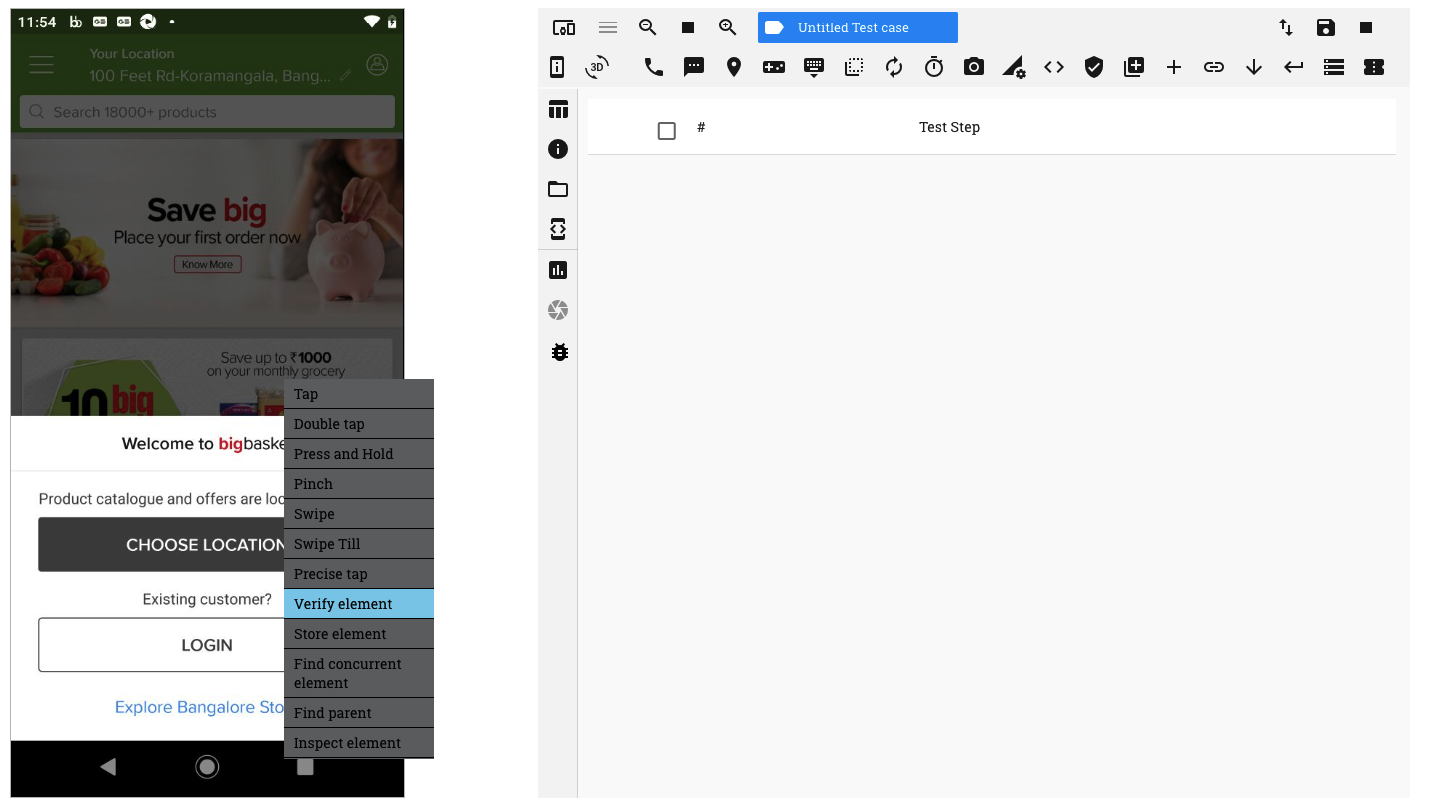 11:54
Your Location
100 Feet Rd-Koramangala, Bang...
Search 18000+ products
Save big
Place your first order now
Know More
Save up to ₹1000
on your monthly grocery
10 big
Welcome to bigbaske
Product catalogue and offers are loc
CHOOSE LOCATION
Existing customer?
LOGIN
Explore Bangalore Sto
Tap
Double tap
Press and Hold
Pinch
Swipe
Swipe Till
Precise tap
Verify element
Store element
Find concurrent
element
Find parent
Inspect element
Untitled Test case
3D
#
Test Step